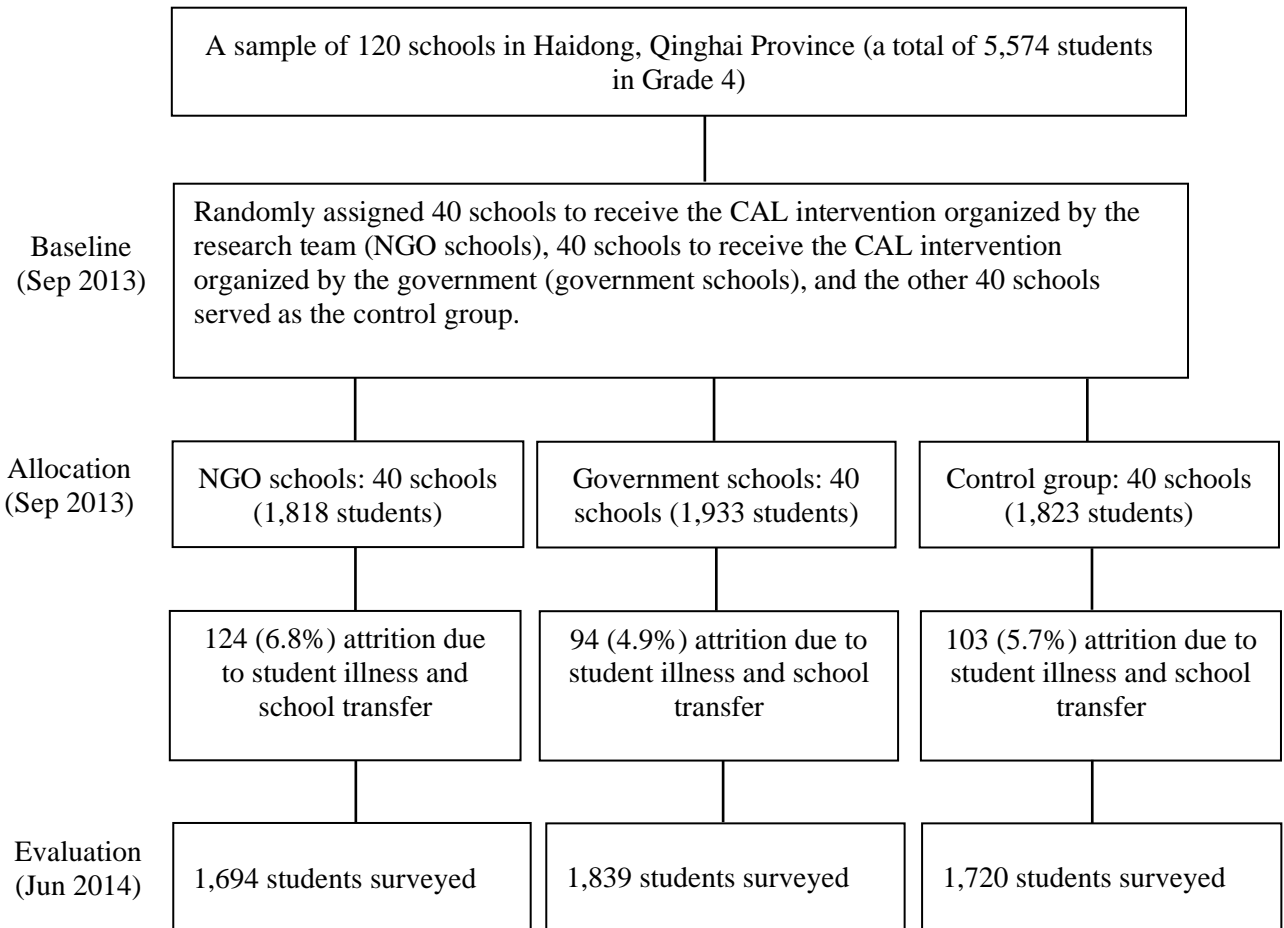 A sample of 120 schools in Haidong, Qinghai Province (a total of 5,574 students
in Grade 4)
Baseline
(Sep 2013)
Randomly assigned 40 schools to receive the CAL intervention organized by the
research team (NGO schools), 40 schools to receive the CAL intervention
organized by the government (government schools), and the other 40 schools
served as the control group.
Allocation
(Sep 2013)
NGO schools: 40 schools
(1,818 students)
Government schools: 40
schools (1,933 students)
Control group: 40 schools
(1,823 students)
124 (6.8%) attrition due
to student illness and
school transfer
94 (4.9%) attrition due to
student illness and school
transfer
103 (5.7%) attrition due to
student illness and school
transfer
Evaluation
(Jun 2014)
1,694 students surveyed
1,839 students surveyed
1,720 students surveyed